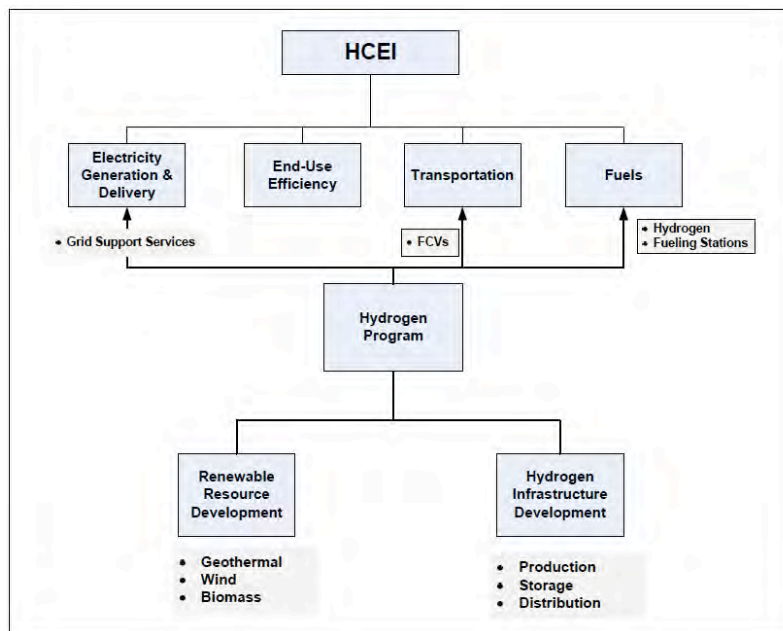 HCEI
Electricity
Generation &
Delivery
End-Use
Efficiency
Transportation
Fuels
• Grid Support Services
• FCVs
• Hydrogen
• Fueling Stations
Hydrogen
Program
Renewable
Resource
Development
Hydrogen
Infrastructure
Development
• Geothermal
• Wind
• Biomass
• Production
• Storage
• Distribution